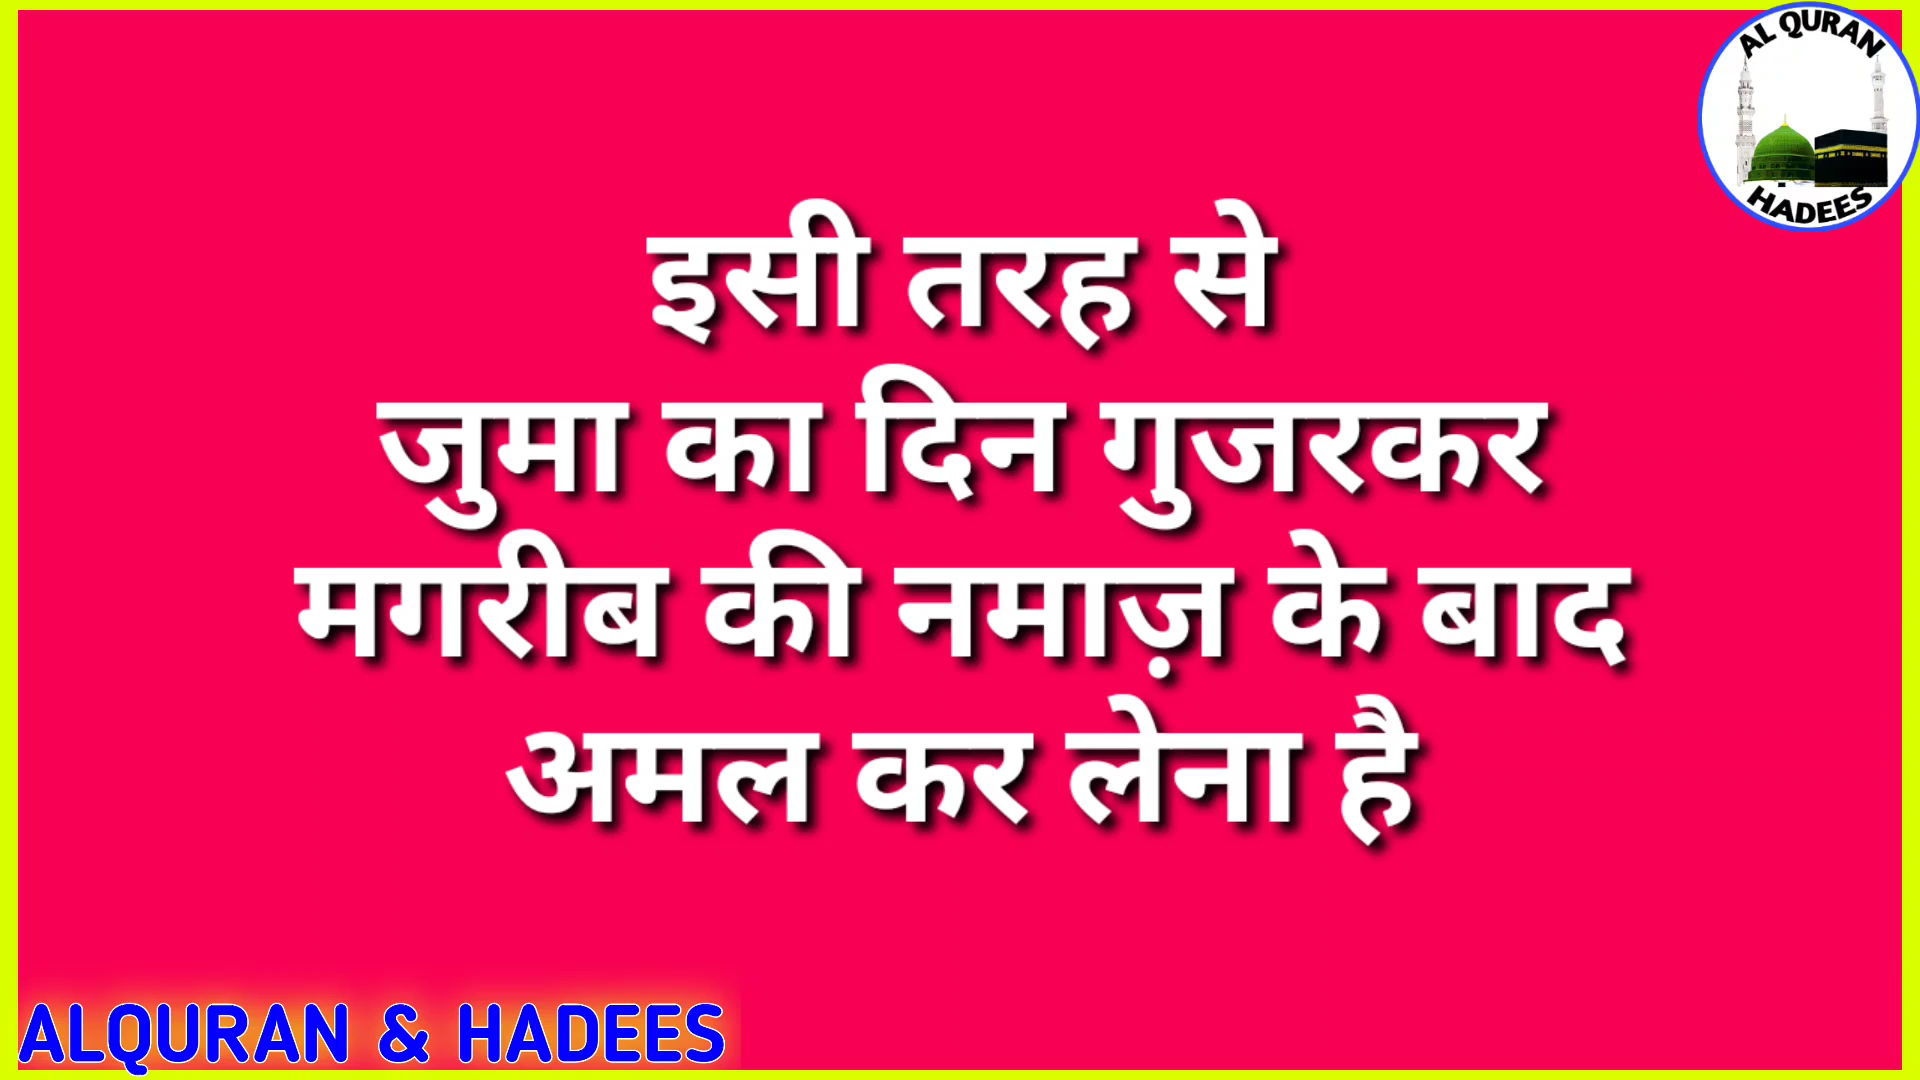 AL QURAN
HADEES
इसी तरह से
जुमा का दिन गुजरकर
मगरीब की नमाज़ के बाद
अमल कर लेना है
ALQURAN & HADEES